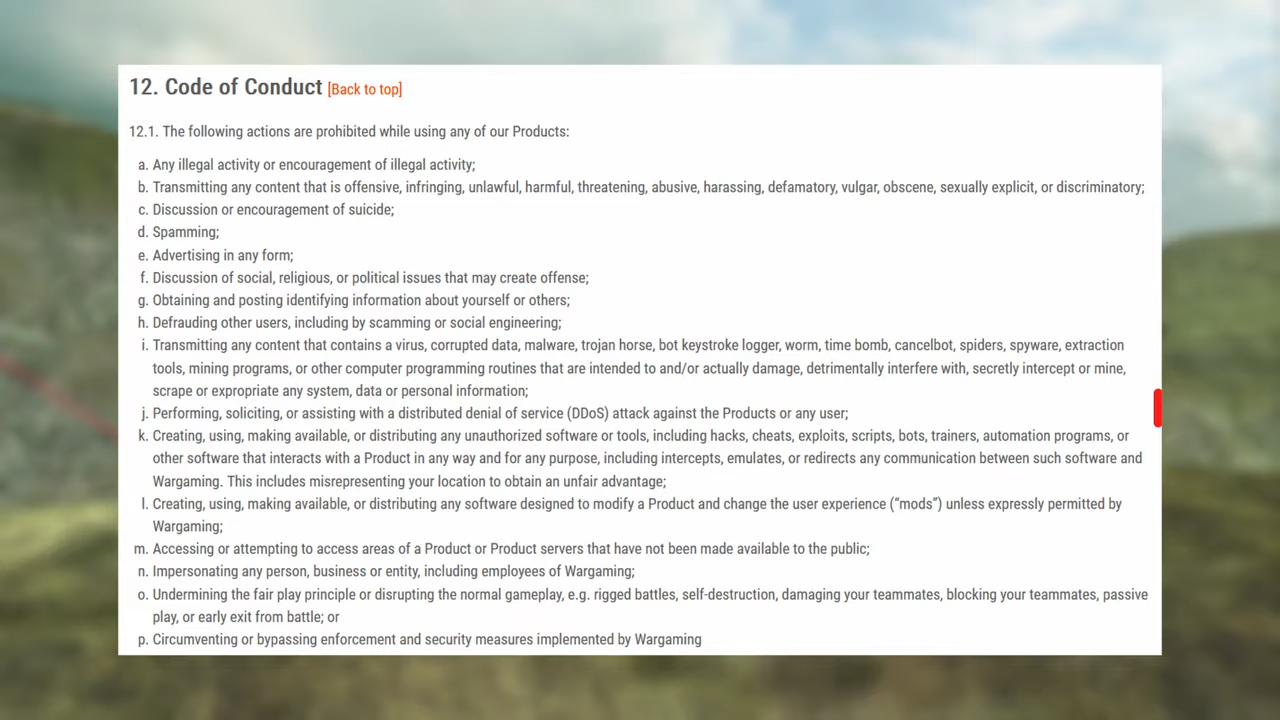 12. Code of Conduct [Back to top]
12.1. The following actions are prohibited while using any of our Products:
a. Any illegal activity or encouragement of illegal activity;
b. Transmitting any content that is offensive, infringing, unlawful, harmful, threatening, abusive, harassing, defamatory, vulgar, obscene, sexually explicit, or discriminatory;
c. Discussion or encouragement of suicide;
d. Spamming;
e. Advertising in any form;
f. Discussion of social, religious, or political issues that may create offense;
g. Obtaining and posting identifying information about yourself or others;
h. Defrauding other users, including by scamming or social engineering;
i. Transmitting any content that contains a virus, corrupted data, malware, trojan horse, bot keystroke logger, worm, time bomb, cancelbot, spiders, spyware, extraction
tools, mining programs, or other computer programming routines that are intended to and/or actually damage, detrimentally interfere with, secretly intercept or mine,
scrape or expropriate any system, data or personal information;
j. Performing, soliciting, or assisting with a distributed denial of service (DDoS) attack against the Products or any user;
k. Creating, using, making available, or distributing any unauthorized software or tools, including hacks, cheats, exploits, scripts, bots, trainers, automation programs, or
other software that interacts with a Product in any way and for any purpose, including intercepts, emulates, or redirects any communication between such software and
Wargaming. This includes misrepresenting your location to obtain an unfair advantage;
l. Creating, using, making available, or distributing any software designed to modify a Product and change the user experience (“mods”) unless expressly permitted by
Wargaming;
m. Accessing or attempting to access areas of a Product or Product servers that have not been made available to the public;
n. Impersonating any person, business or entity, including employees of Wargaming;
o. Undermining the fair play principle or disrupting the normal gameplay, e.g. rigged battles, self-destruction, damaging your teammates, blocking your teammates, passive
play, or early exit from battle; or
p. Circumventing or bypassing enforcement and security measures implemented by Wargaming